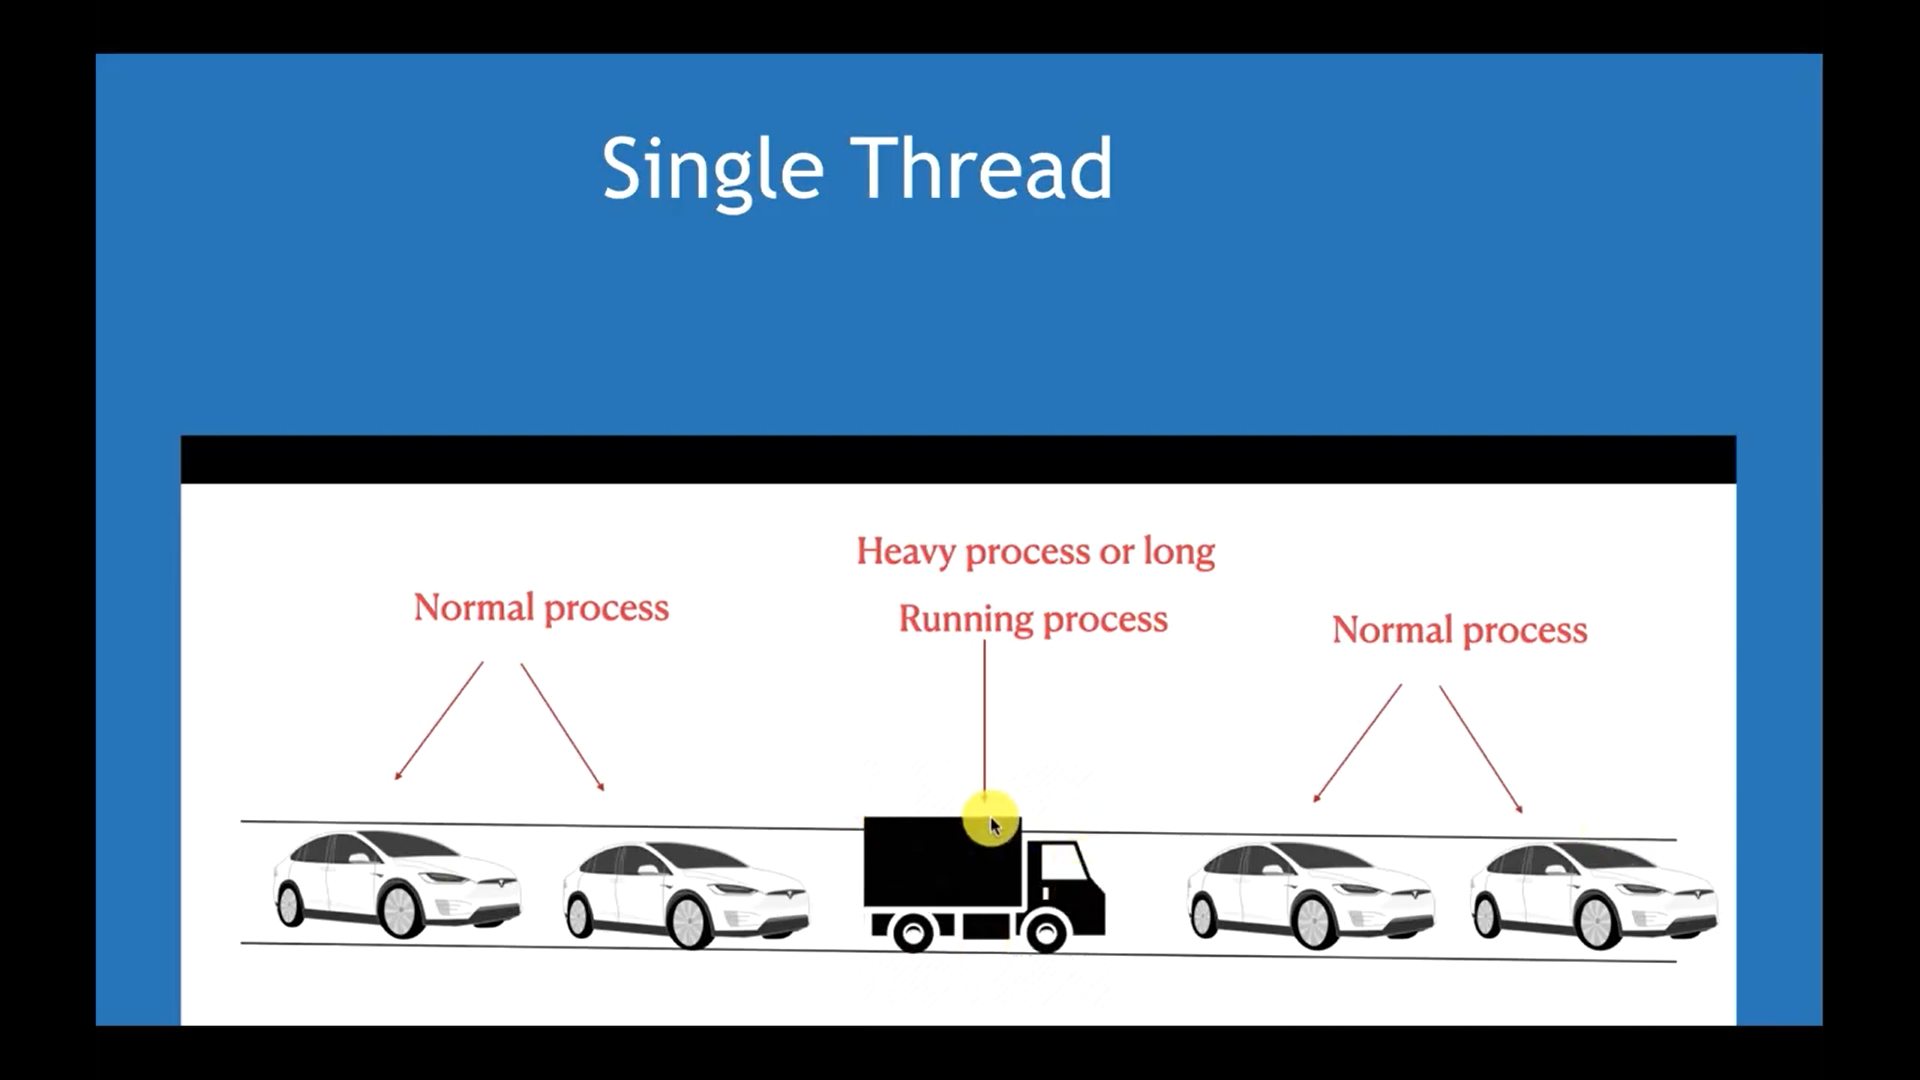 Single Thread
Heavy process or long
Running process
Normal process
Normal process